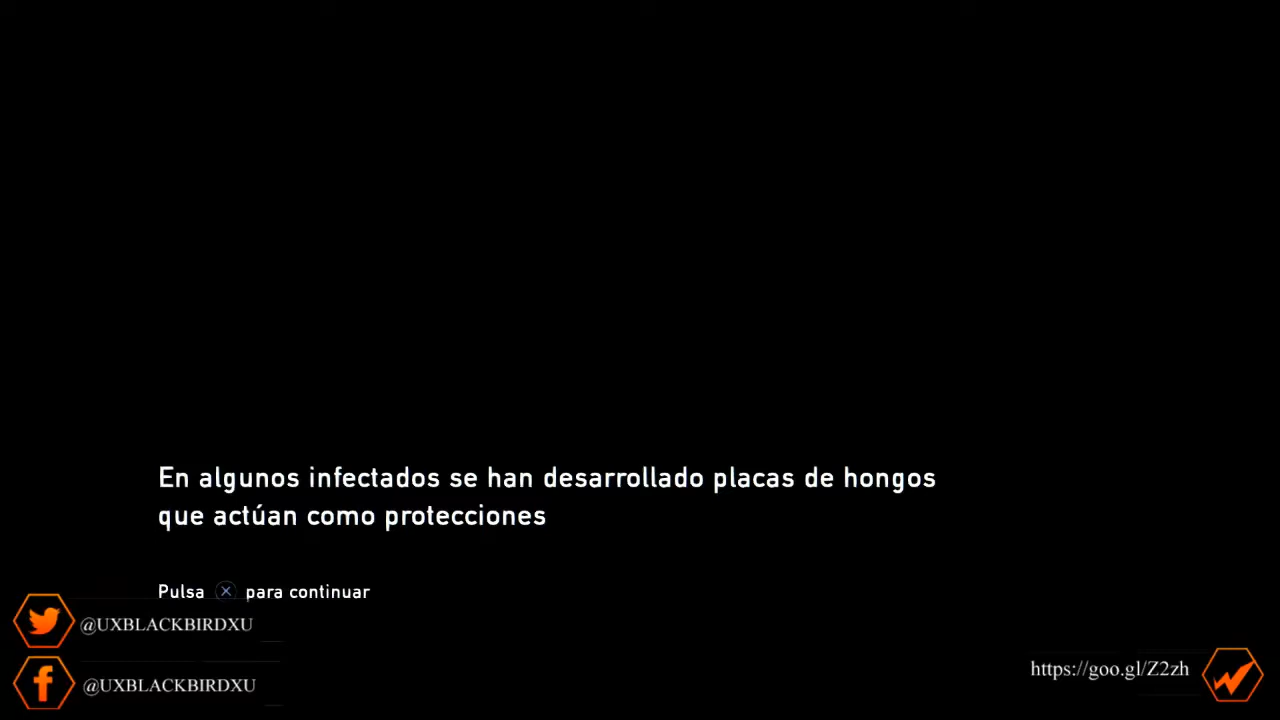 En algunos infectados se han desarrollado placas de hongos
que actúan como protecciones
Pulsa para continuar
@UXBLACKBIRDXU
@UXBLACKBIRDXU
https://goo.gl/Z2zh